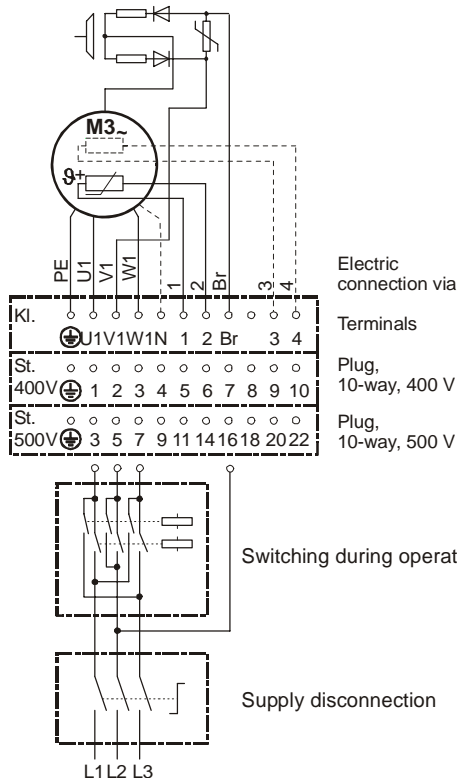 M3~
ϑ+
PE U1 V1 W1 1 2 Br 3 4
Electric
connection via
Kl.
U1 V1 W1 N 1 2 Br 3 4
Terminals
St.
400V 1 2 3 4 5 6 7 8 9 10
Plug,
10-way, 400 V
St.
500V 3 5 7 9 11 14 16 18 20 22
Plug,
10-way, 500 V
Switching during operat
Supply disconnection
L1 L2 L3